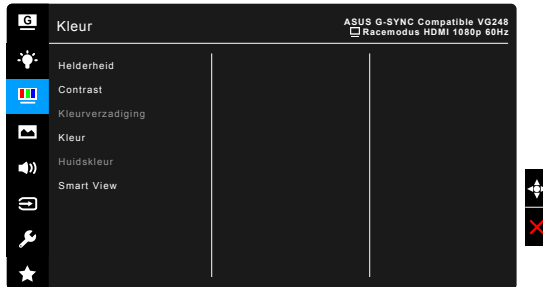 G
Kleur
ASUS G-SYNC Compatible VG248
Racemodus HDMI 1080p 60Hz
Helderheid
Contrast
Kleurverzadiging
Kleur
Huidskleur
Smart View